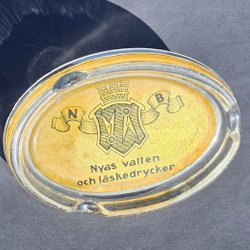 N B
Nyas vatten
och läskedrycker